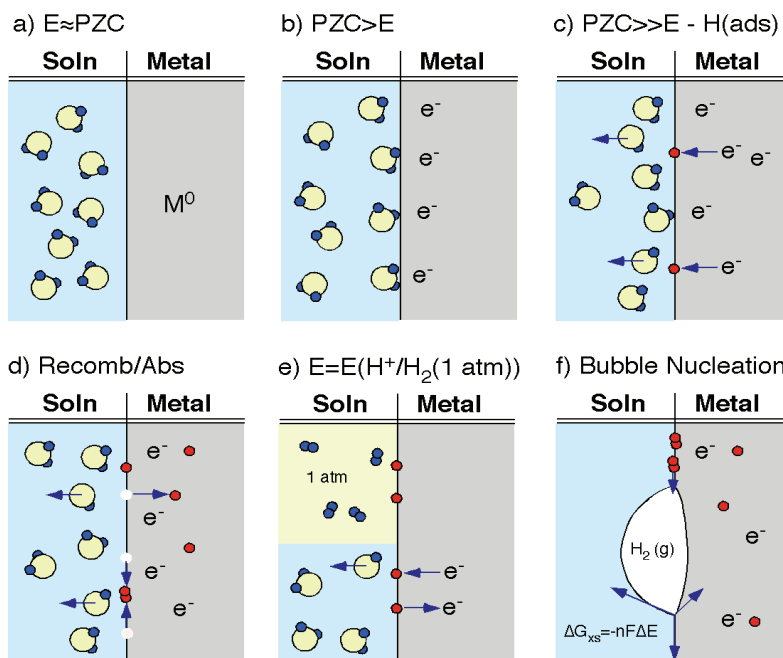 a) E≈PZC
b) PZC>E
c) PZC>>E - H(ads)
Soln Metal
Soln Metal
Soln Metal
M⁰
e⁻
e⁻
e⁻
e⁻
e⁻
e⁻
e⁻
e⁻
e⁻
d) Recomb/Abs
e) E=E(H⁺/H₂(1 atm))
f) Bubble Nucleation
Soln Metal
Soln Metal
Soln Metal
e⁻
e⁻
e⁻
e⁻
1 atm
e⁻
e⁻
e⁻
e⁻
e⁻
H₂ (g)
ΔGₓₛ=-nFΔE